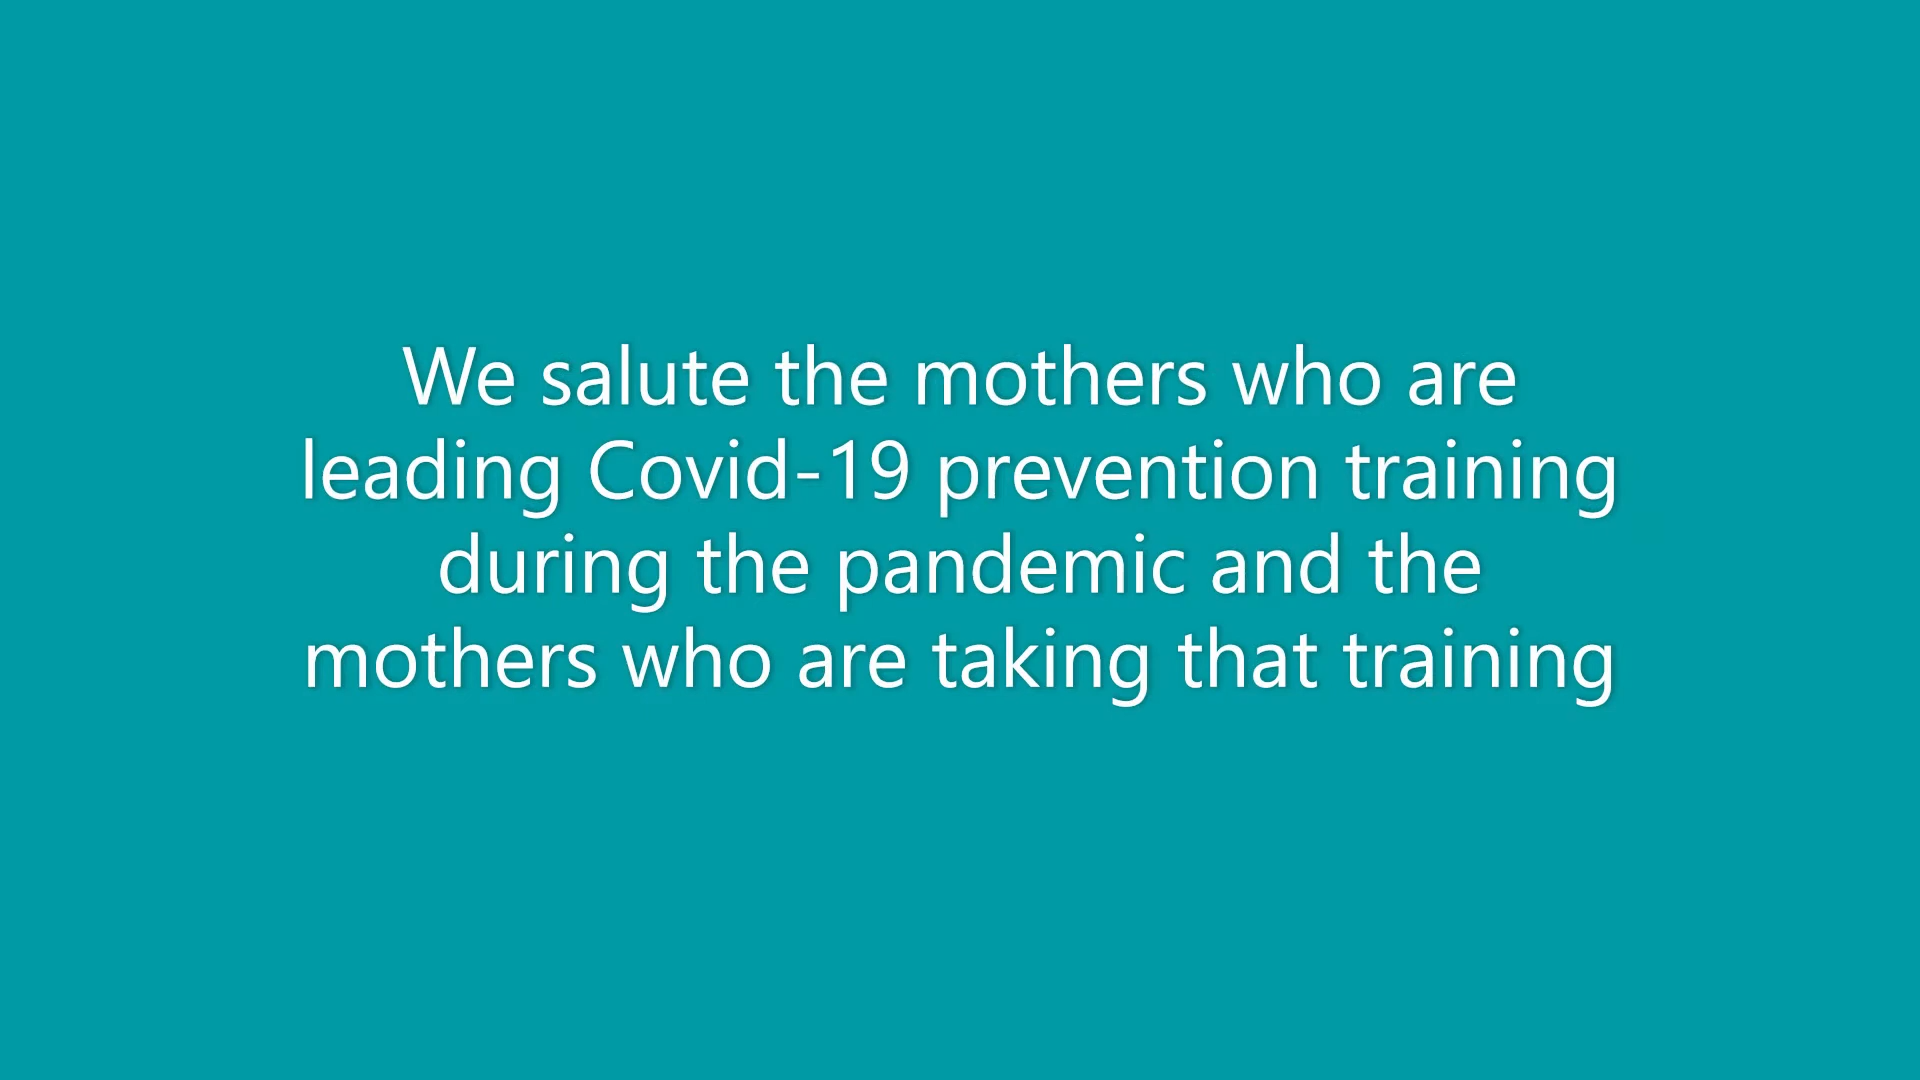 We salute the mothers who are
leading Covid-19 prevention training
during the pandemic and the
mothers who are taking that training